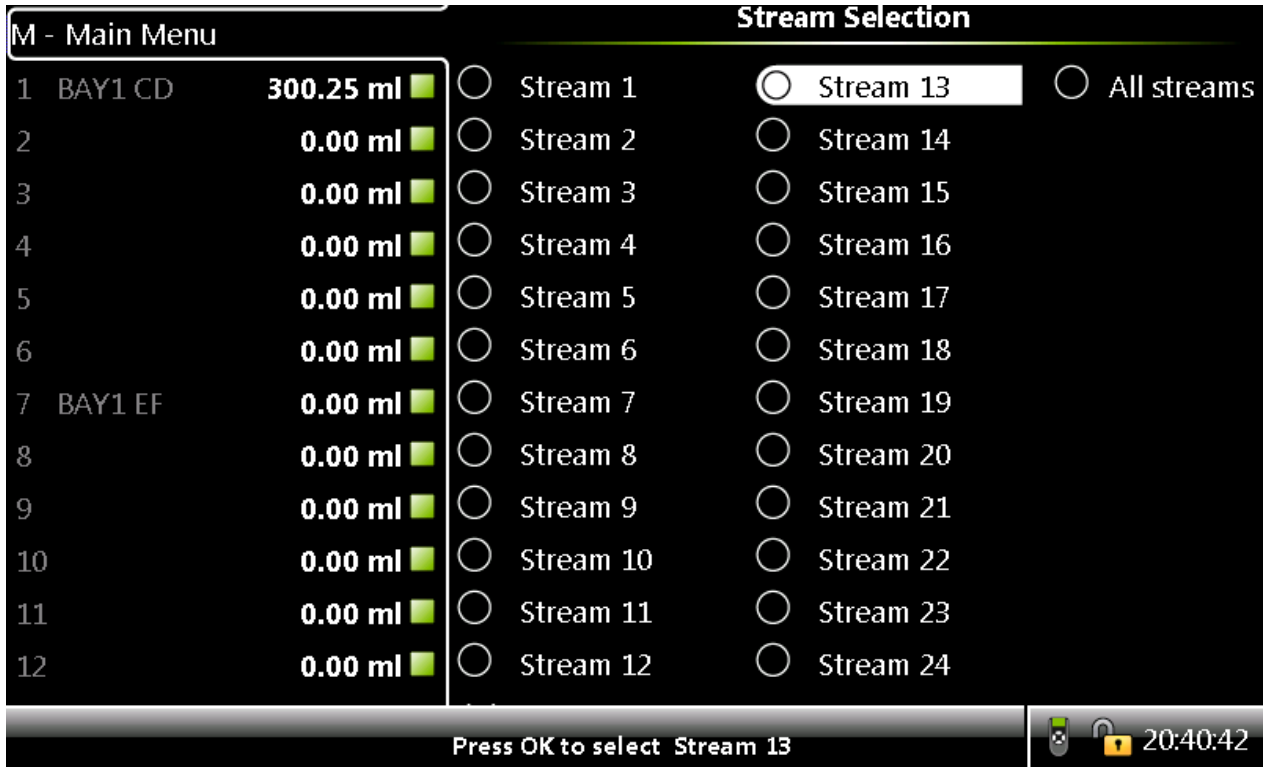 M - Main Menu
Stream Selection
1 BAY1 CD 300.25 ml
2 0.00 ml
3 0.00 ml
4 0.00 ml
5 0.00 ml
6 0.00 ml
7 BAY1 EF 0.00 ml
8 0.00 ml
9 0.00 ml
10 0.00 ml
11 0.00 ml
12 0.00 ml
Stream 1
Stream 2
Stream 3
Stream 4
Stream 5
Stream 6
Stream 7
Stream 8
Stream 9
Stream 10
Stream 11
Stream 12
Stream 13
Stream 14
Stream 15
Stream 16
Stream 17
Stream 18
Stream 19
Stream 20
Stream 21
Stream 22
Stream 23
Stream 24
All streams
Press OK to select Stream 13
20:40:42